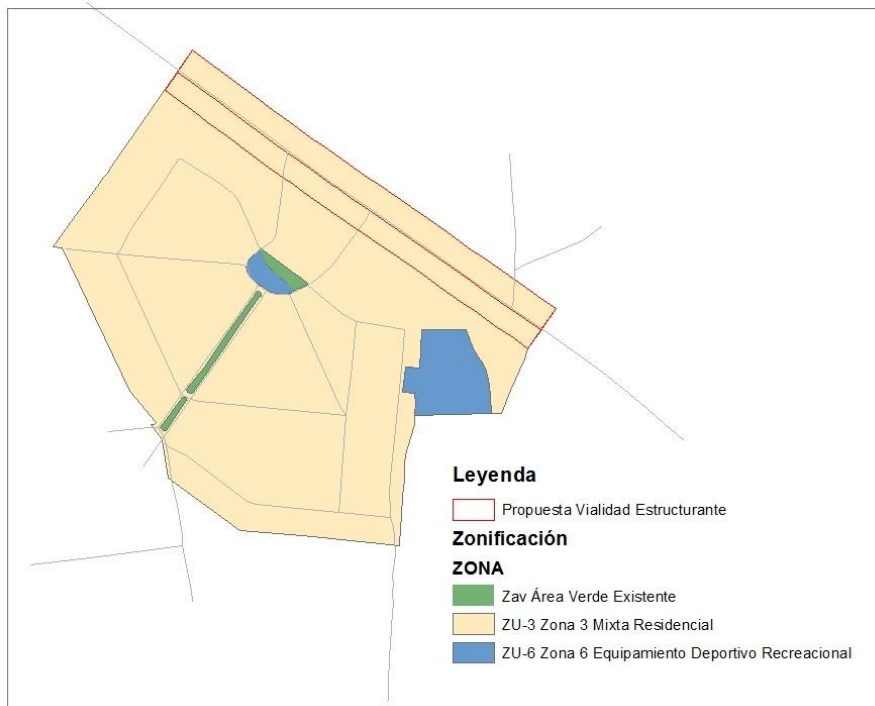 Leyenda
Propuesta Vialidad Estructurante
Zonificación
ZONA
Zav Área Verde Existente
ZU-3 Zona 3 Mixta Residencial
ZU-6 Zona 6 Equipamiento Deportivo Recreacional